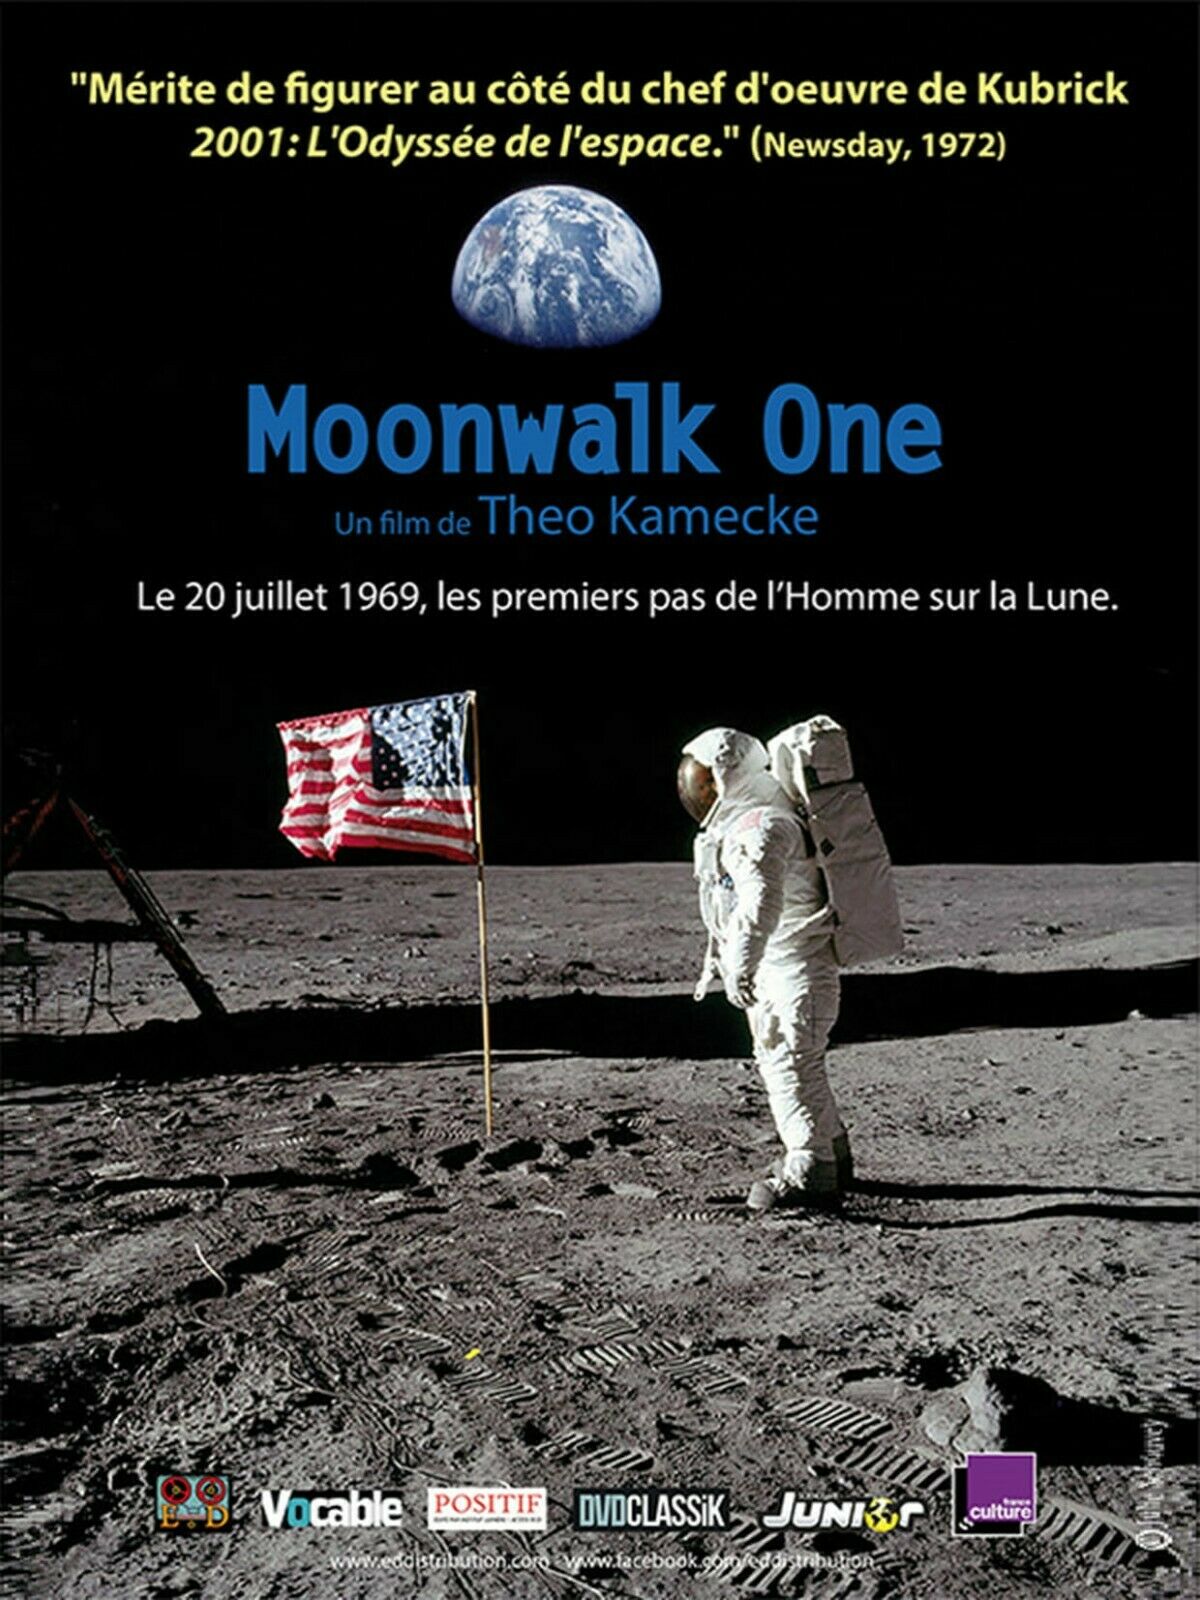 "Mérite de figurer au côté du chef d'oeuvre de Kubrick
2001: L'Odyssée de l'espace." (Newsday, 1972)
Moonwalk One
Un film de Theo Kamecke
Le 20 juillet 1969, les premiers pas de l'Homme sur la Lune.
E.D Vocable POSITIF DVDCLASSiK JUNIOR france culture
www.eddistribution.com www.facebook.com/eddistribution